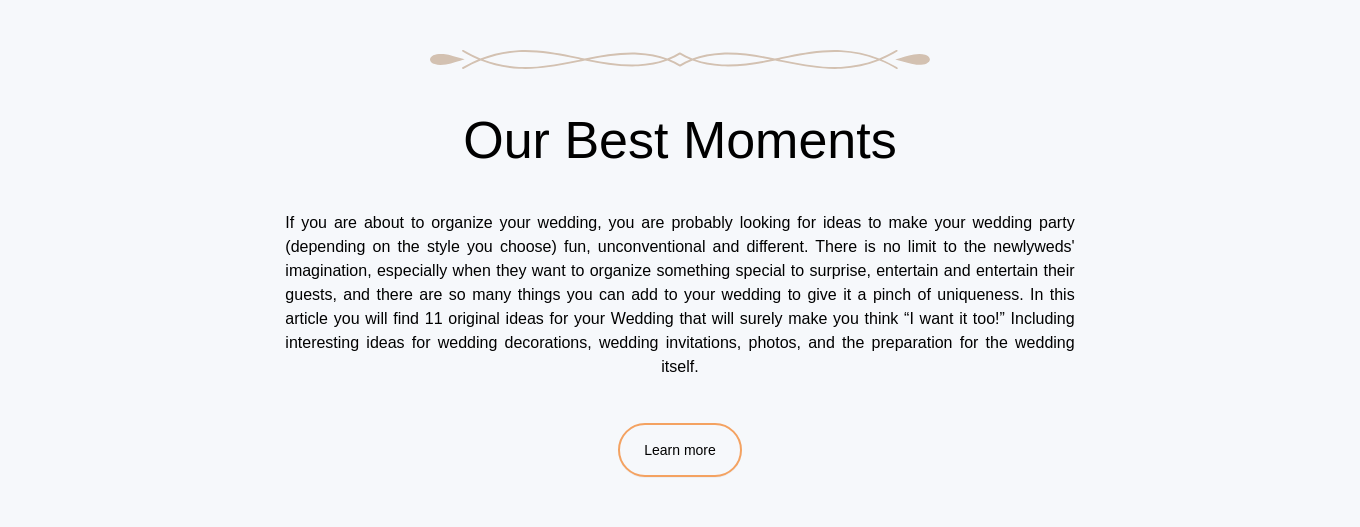 Our Best Moments
If you are about to organize your wedding, you are probably looking for ideas to make your wedding party
(depending on the style you choose) fun, unconventional and different. There is no limit to the newlyweds'
imagination, especially when they want to organize something special to surprise, entertain and entertain their
guests, and there are so many things you can add to your wedding to give it a pinch of uniqueness. In this
article you will find 11 original ideas for your Wedding that will surely make you think “I want it too!” Including
interesting ideas for wedding decorations, wedding invitations, photos, and the preparation for the wedding
itself.
Learn more